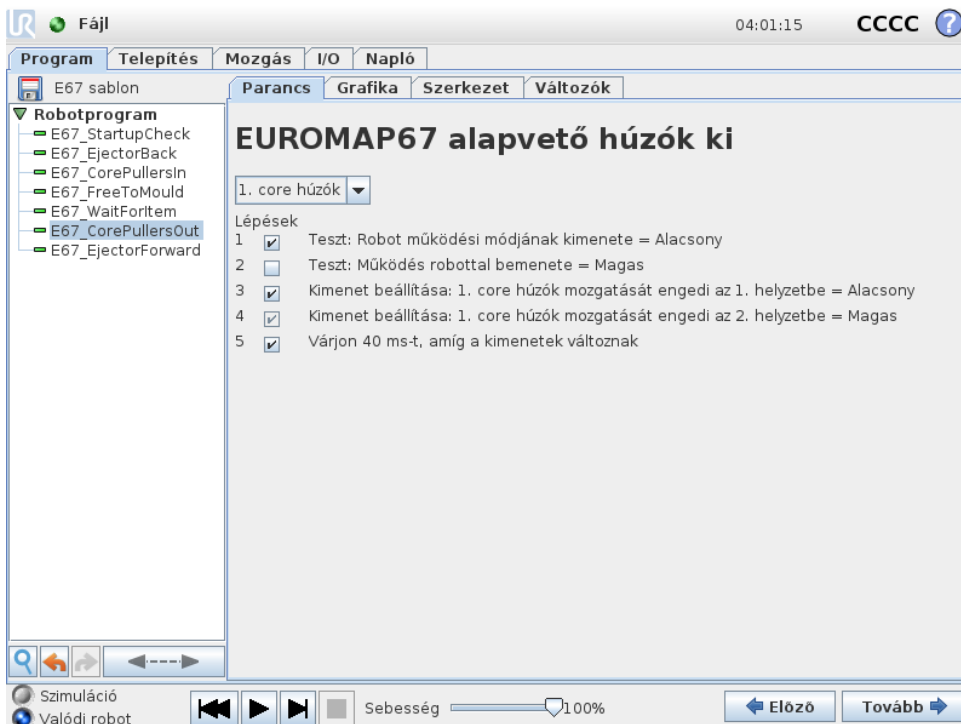 UR Fájl 04:01:15 CCCC ?
Program Telepítés Mozgás I/O Napló
E67 sablon
Parancs Grafika Szerkezet Változók
Robotprogram
E67_StartupCheck
E67_EjectorBack
E67_CorePullersIn
E67_FreeToMould
E67_WaitForItem
E67_CorePullersOut
E67_EjectorForward
EUROMAP67 alapvető húzók ki
1. core húzók
Lépések
1 Teszt: Robot működési módjának kimenete = Alacsony
2 Teszt: Működés robottal bemenete = Magas
3 Kimenet beállítása: 1. core húzók mozgatását engedi az 1. helyzetbe = Alacsony
4 Kimenet beállítása: 1. core húzók mozgatását engedi az 2. helyzetbe = Magas
5 Várjon 40 ms-t, amíg a kimenetek változnak
Szimuláció
Valódi robot
Sebesség 100%
Elöző
Tovább